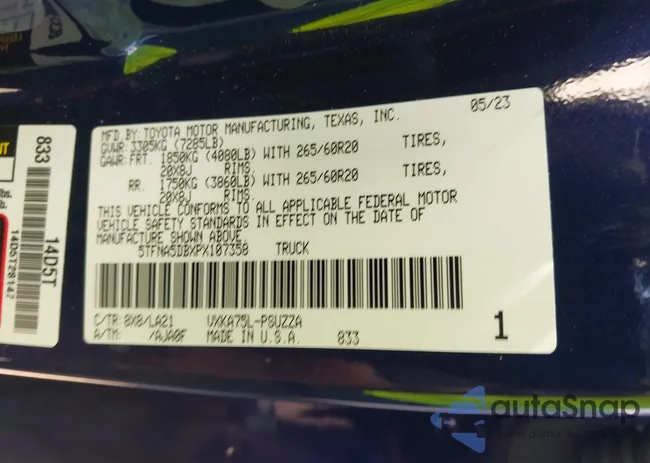 MFD.BY:TOYOTA MOTOR MANUFACTURING, TEXAS, INC. 05/23
GVWR: 3305KG (7285LB)
GAWR: FRT. 1850KG (4080LB) WITH 265/60R20 TIRES,
20X8J RIMS
RR. 1750KG (3860LB) WITH 265/60R20 TIRES,
20X8J RIMS
THIS VEHICLE CONFORMS TO ALL APPLICABLE FEDERAL MOTOR
VEHICLE SAFETY STANDARDS IN EFFECT ON THE DATE OF
MANUFACTURE SHOWN ABOVE.
5TFNA5DBXPX107350 TRUCK
C/TR: 8X8/LA21 VXKA75L-PSUZZA
A/TM: /AJA0F MADE IN U.S.A. 833 1
833
14D5T
14D5T28147
lbs.
autoSnap